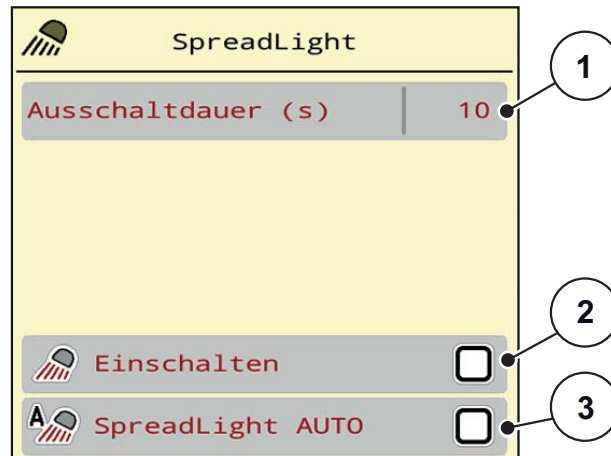 SpreadLight
Ausschaltdauer (s) 10
1
Einschalten
2
A SpreadLight AUTO
3